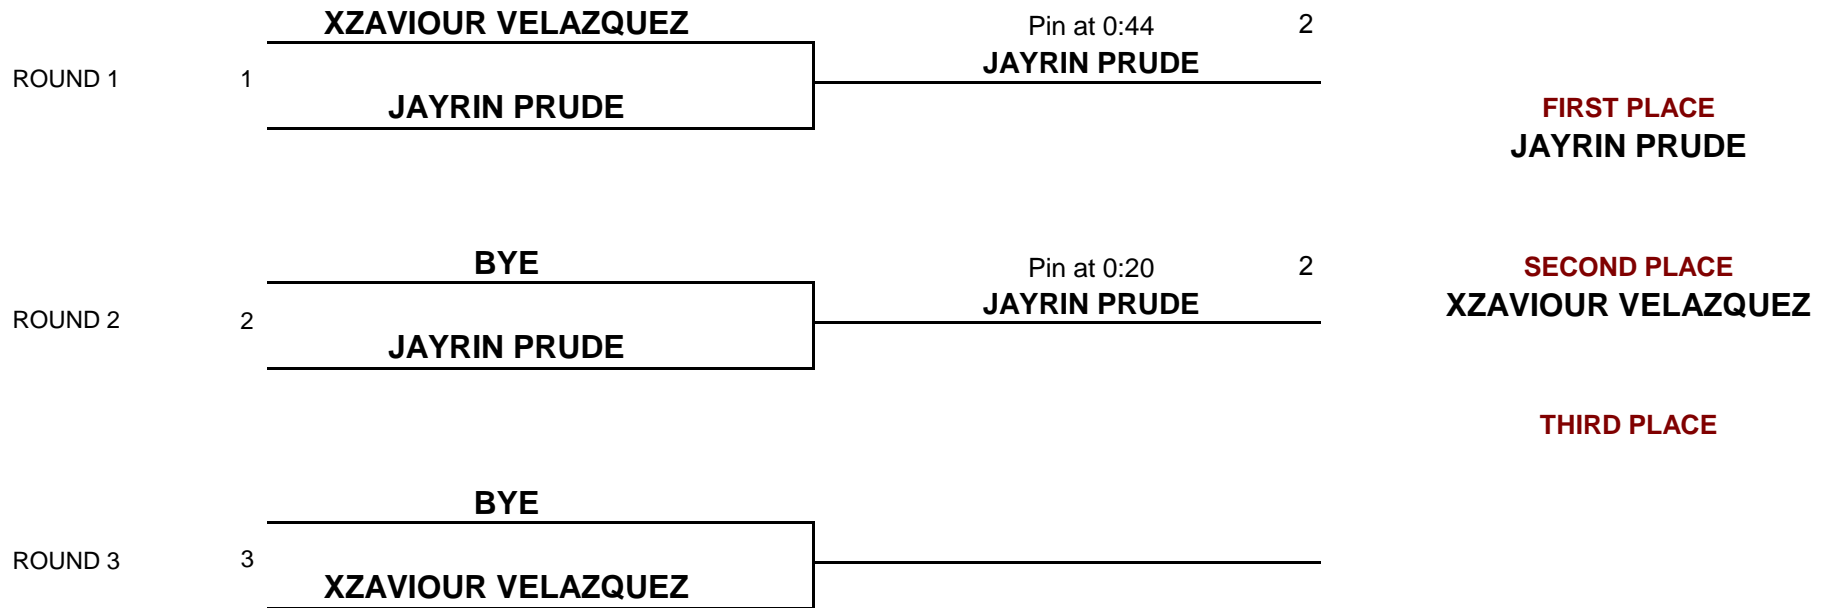 XZAVIOUR VELAZQUEZ
Pin at 0:44 2
JAYRIN PRUDE
ROUND 1 1
JAYRIN PRUDE
FIRST PLACE
JAYRIN PRUDE
BYE
Pin at 0:20 2
JAYRIN PRUDE
ROUND 2 2
JAYRIN PRUDE
SECOND PLACE
XZAVIOUR VELAZQUEZ
THIRD PLACE
BYE
ROUND 3 3
XZAVIOUR VELAZQUEZ